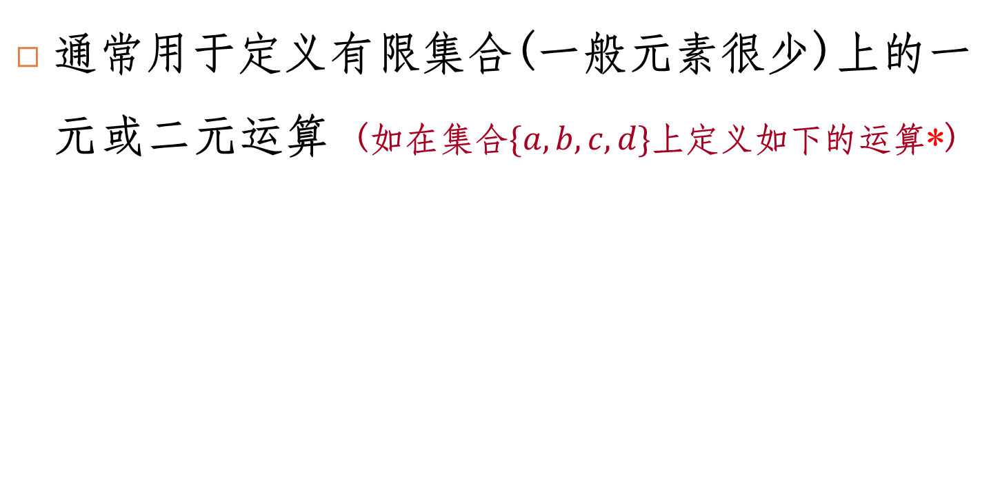 通常用于定义有限集合(一般元素很少)上的一
元或二元运算 (如在集合{a, b, c, d}上定义如下的运算*)